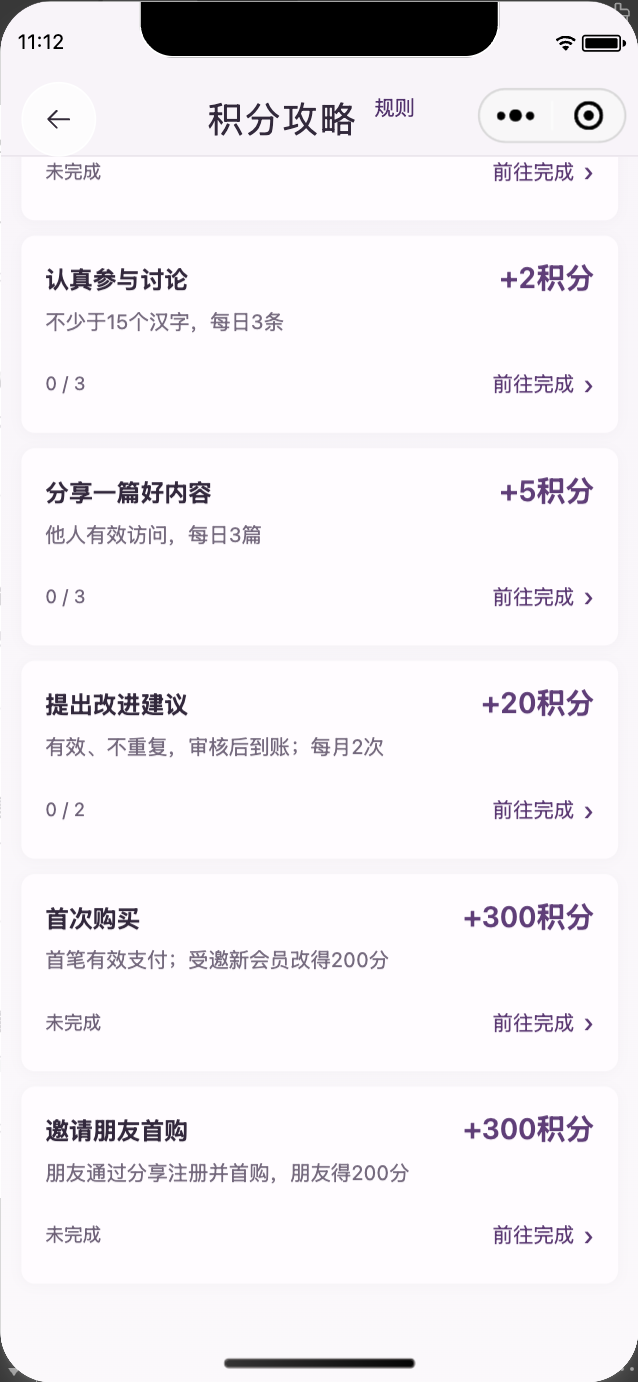 11:12
积分攻略 规则
未完成 前往完成 ›
认真参与讨论 +2积分
不少于15个汉字，每日3条
0 / 3 前往完成 ›
分享一篇好内容 +5积分
他人有效访问，每日3篇
0 / 3 前往完成 ›
提出改进建议 +20积分
有效、不重复，审核后到账；每月2次
0 / 2 前往完成 ›
首次购买 +300积分
首笔有效支付；受邀新会员改得200分
未完成 前往完成 ›
邀请朋友首购 +300积分
朋友通过分享注册并首购，朋友得200分
未完成 前往完成 ›